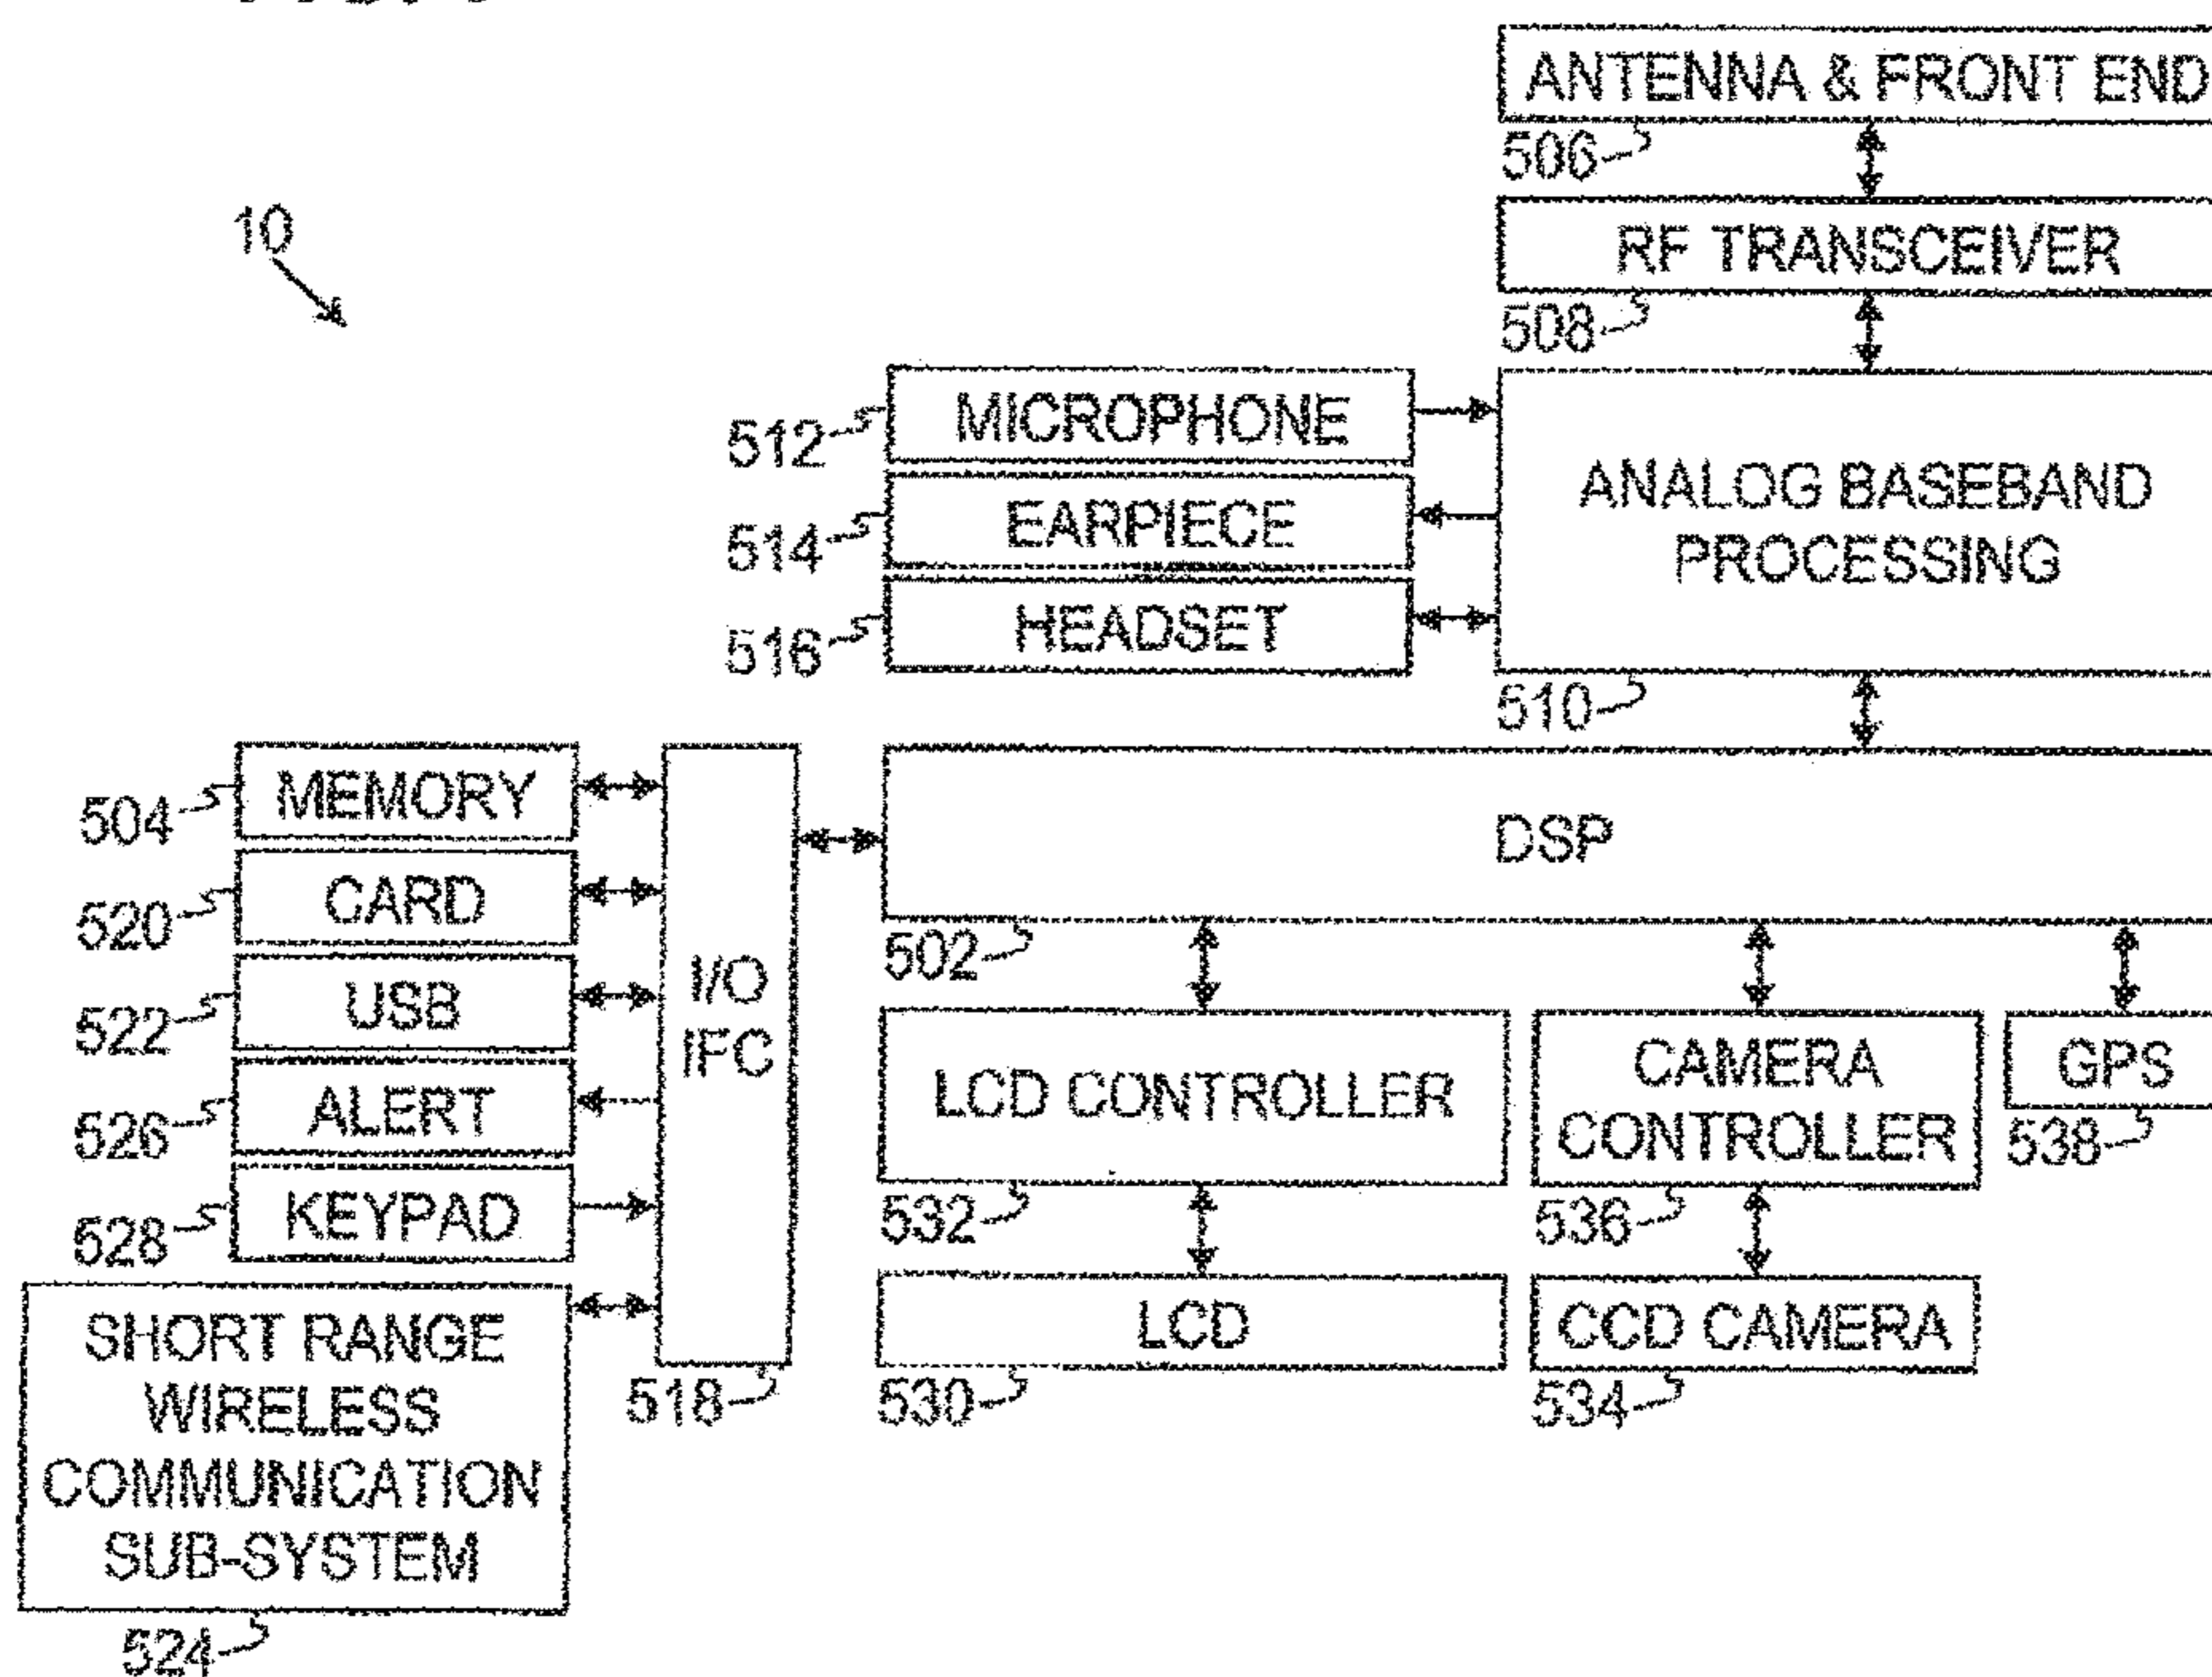 ANTENNA & FRONT END
506
10
RF TRANSCEIVER
508
MICROPHONE
512
EARPIECE
514
HEADSET
516
ANALOG BASEBAND
PROCESSING
510
MEMORY
504
CARD
520
USB
522
ALERT
526
KEYPAD
528
SHORT RANGE
WIRELESS
COMMUNICATION
SUB-SYSTEM
524
I/O
IFC
518
DSP
502
LCD CONTROLLER
532
CAMERA
CONTROLLER
536
GPS
538
LCD
530
CCD CAMERA
534